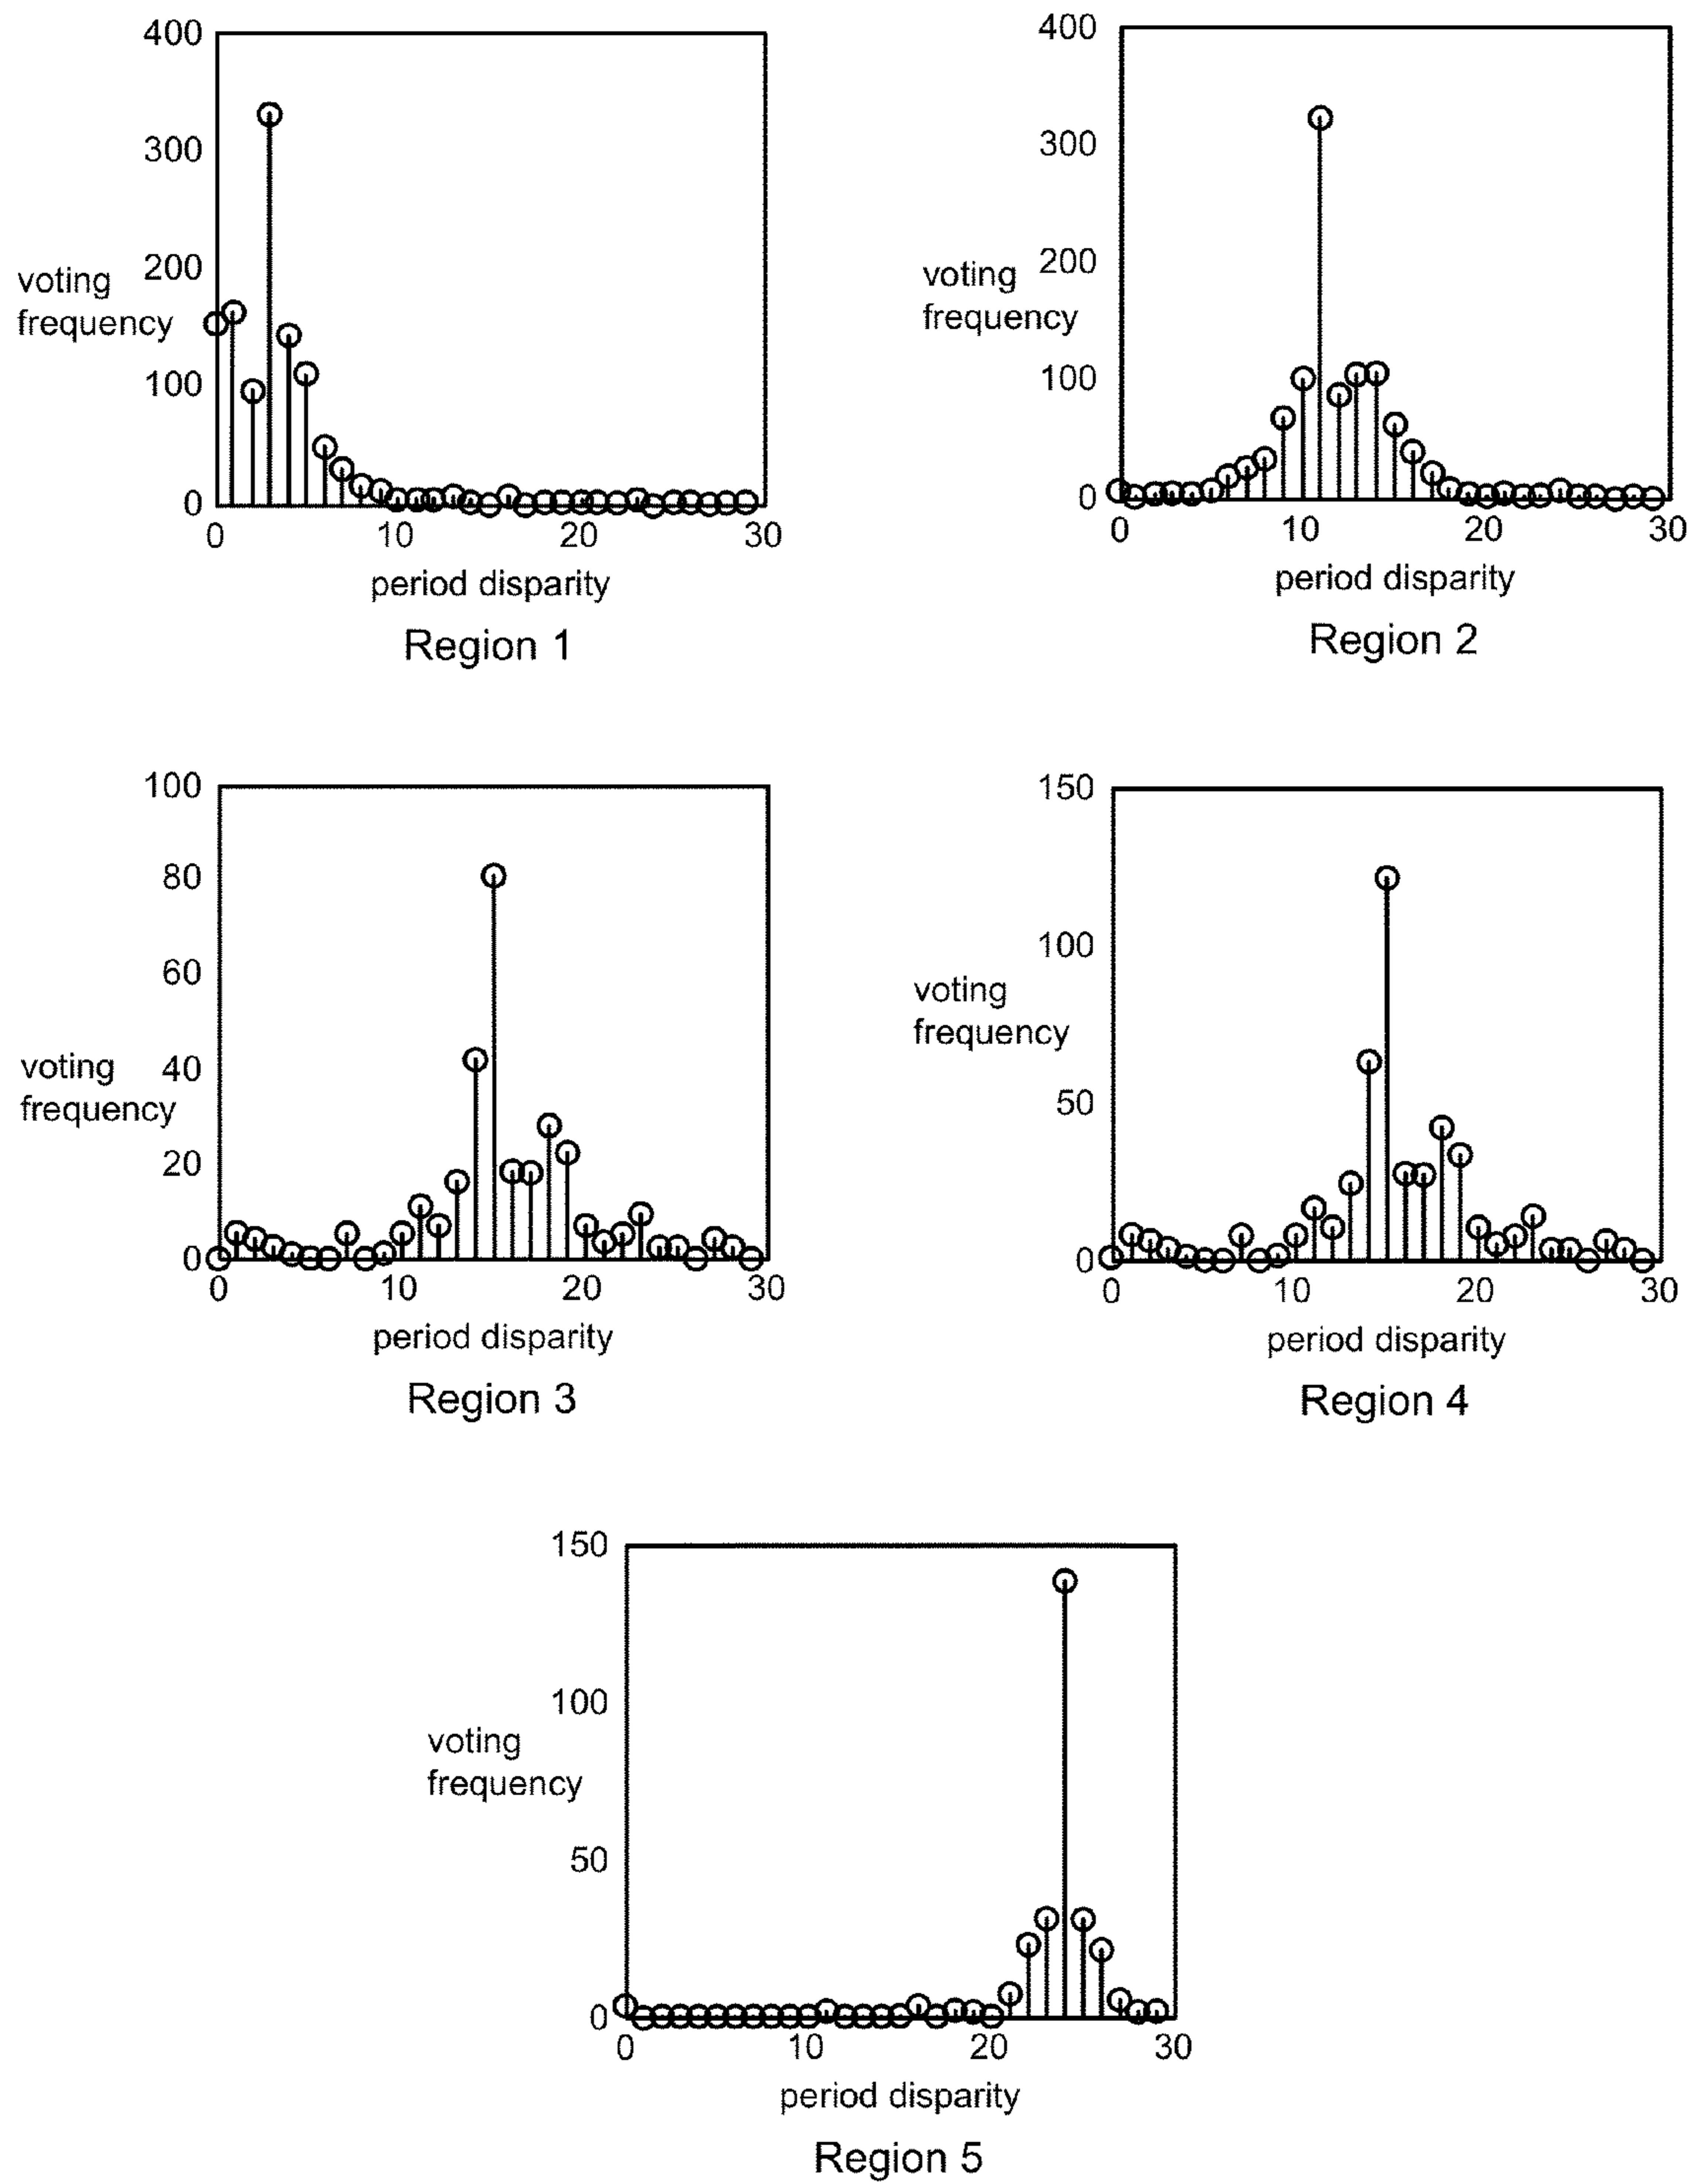 400
300
voting 200
frequency
100
0
0 10 20 30
period disparity
Region 1
400
300
voting 200
frequency
100
0
0 10 20 30
period disparity
Region 2
100
80
60
voting 40
frequency
20
0
0 10 20 30
period disparity
Region 3
150
100
voting
frequency
50
0
0 10 20 30
period disparity
Region 4
150
100
voting
frequency
50
0
0 10 20 30
period disparity
Region 5